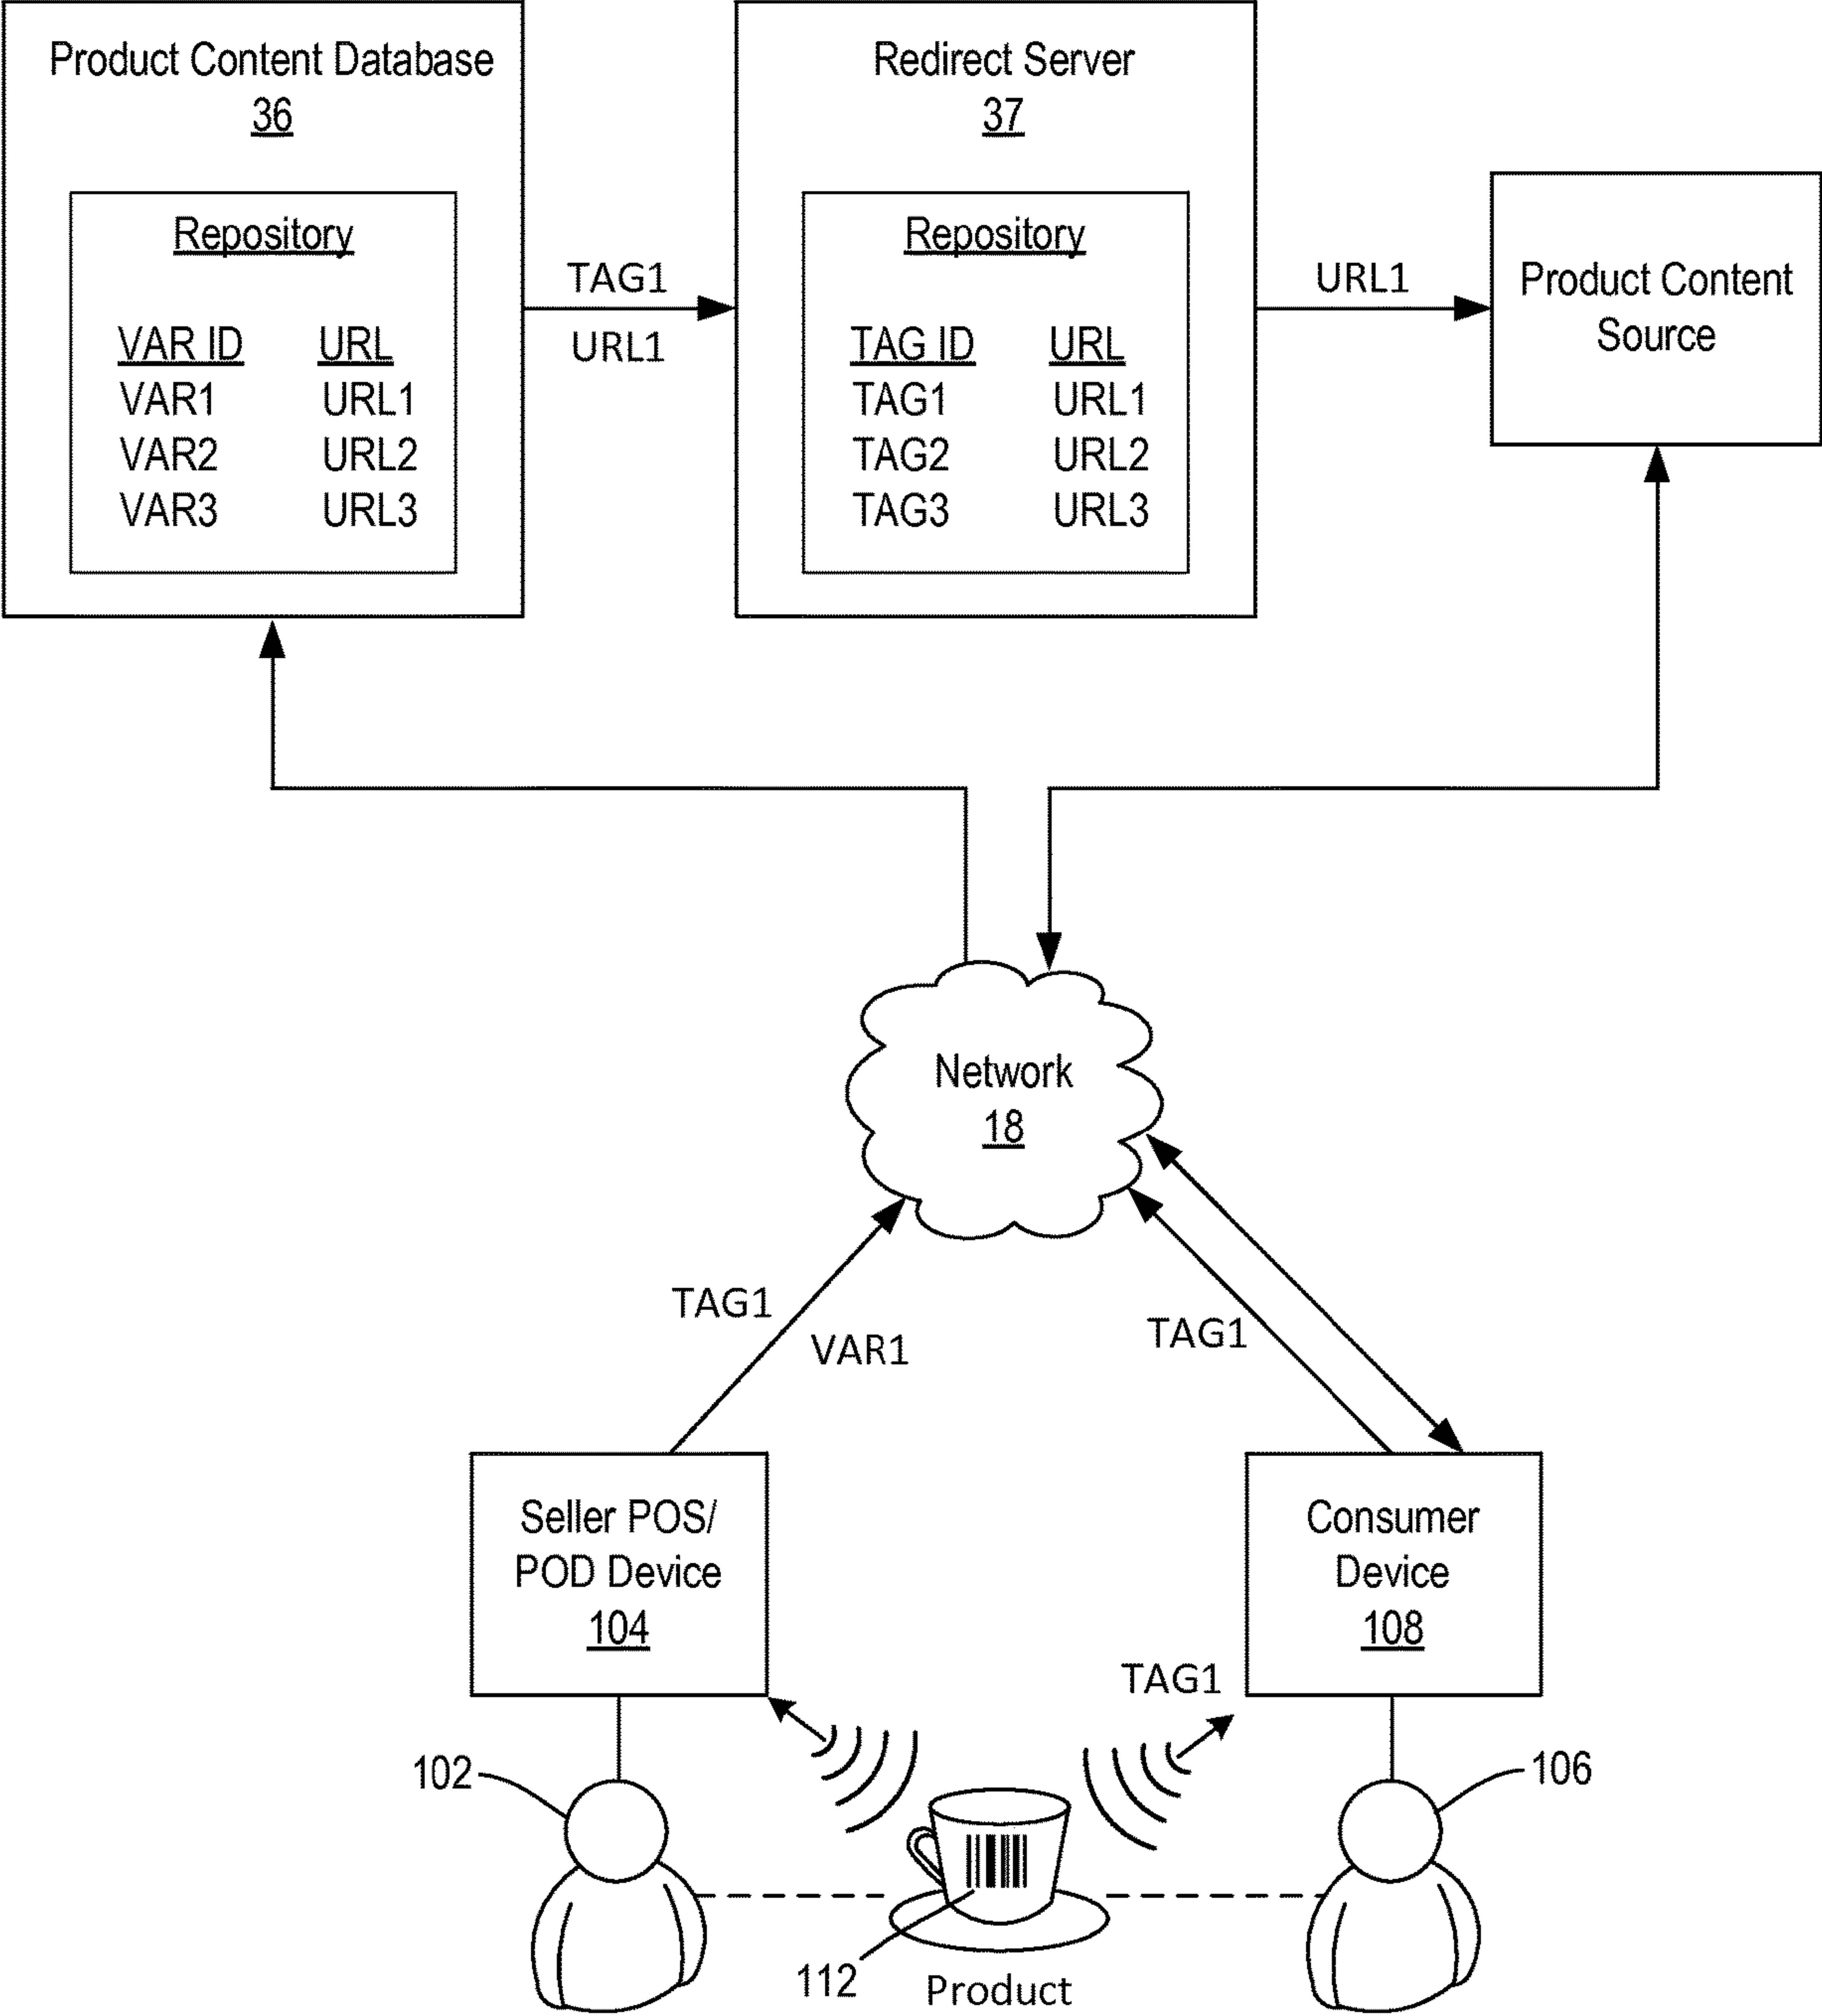 Product Content Database
36
Repository
VAR ID URL
VAR1 URL1
VAR2 URL2
VAR3 URL3
TAG1
URL1
Redirect Server
37
Repository
TAG ID URL
TAG1 URL1
TAG2 URL2
TAG3 URL3
URL1
Product Content
Source
Network
18
TAG1
VAR1
TAG1
Seller POS/
POD Device
104
Consumer
Device
108
TAG1
102
106
112
Product